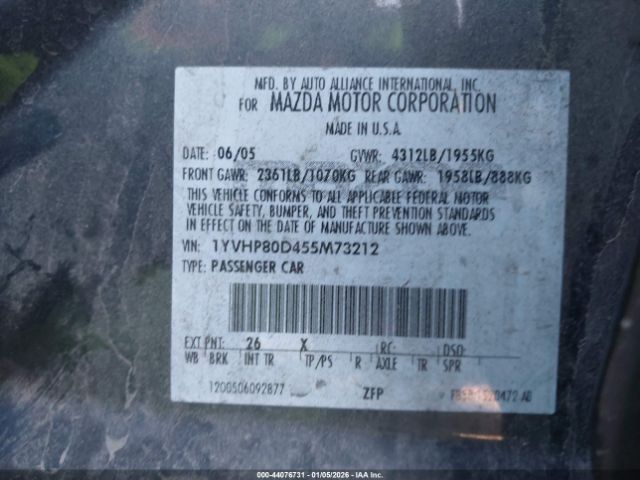 MFD. BY AUTO ALLIANCE INTERNATIONAL, INC.
FOR MAZDA MOTOR CORPORATION
MADE IN U.S.A.
DATE: 06/05 GVWR: 4312LB/1955KG
FRONT GAWR: 2361LB/1070KG REAR GAWR: 1958LB/888KG
THIS VEHICLE CONFORMS TO ALL APPLICABLE FEDERAL MOTOR
VEHICLE SAFETY, BUMPER, AND THEFT PREVENTION STANDARDS
IN EFFECT ON THE DATE OF MANUFACTURE SHOWN ABOVE.
VIN: 1YVHP80D455M73212
TYPE: PASSENGER CAR
EXT PNT: 26 X RC: DSO:
WB BRK INT TR TP/PS R AXLE TR SPR
1200506092877 ZFP
000-44076731 - 01/05/2026 - IAA Inc.